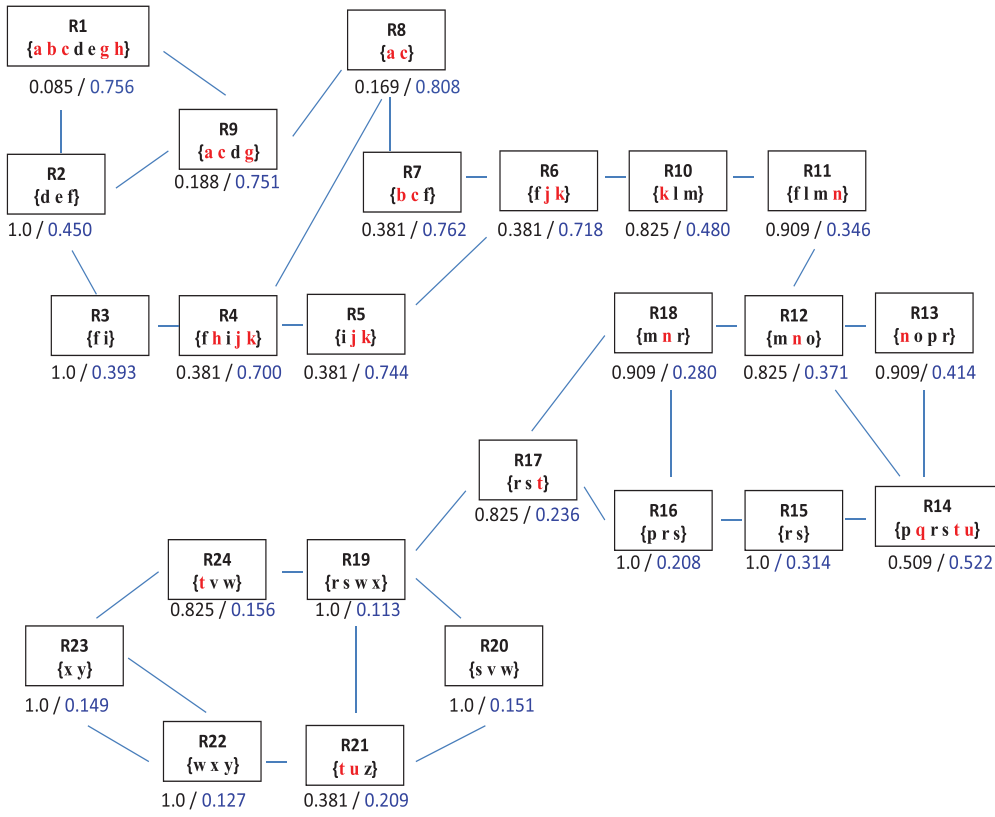 R1
{a b c d e g h}
0.085 / 0.756
R8
{a c}
0.169 / 0.808
R9
{a c d g}
0.188 / 0.751
R2
{d e f}
1.0 / 0.450
R7
{b c f}
0.381 / 0.762
R6
{f j k}
0.381 / 0.718
R10
{k l m}
0.825 / 0.480
R11
{f l m n}
0.909 / 0.346
R3
{f i}
1.0 / 0.393
R4
{f h i j k}
0.381 / 0.700
R5
{i j k}
0.381 / 0.744
R18
{m n r}
0.909 / 0.280
R12
{m n o}
0.825 / 0.371
R13
{n o p r}
0.909/ 0.414
R17
{r s t}
0.825 / 0.236
R16
{p r s}
1.0 / 0.208
R15
{r s}
1.0 / 0.314
R14
{p q r s t u}
0.509 / 0.522
R24
{t v w}
0.825 / 0.156
R19
{r s w x}
1.0 / 0.113
R23
{x y}
1.0 / 0.149
R20
{s v w}
1.0 / 0.151
R22
{w x y}
1.0 / 0.127
R21
{t u z}
0.381 / 0.209